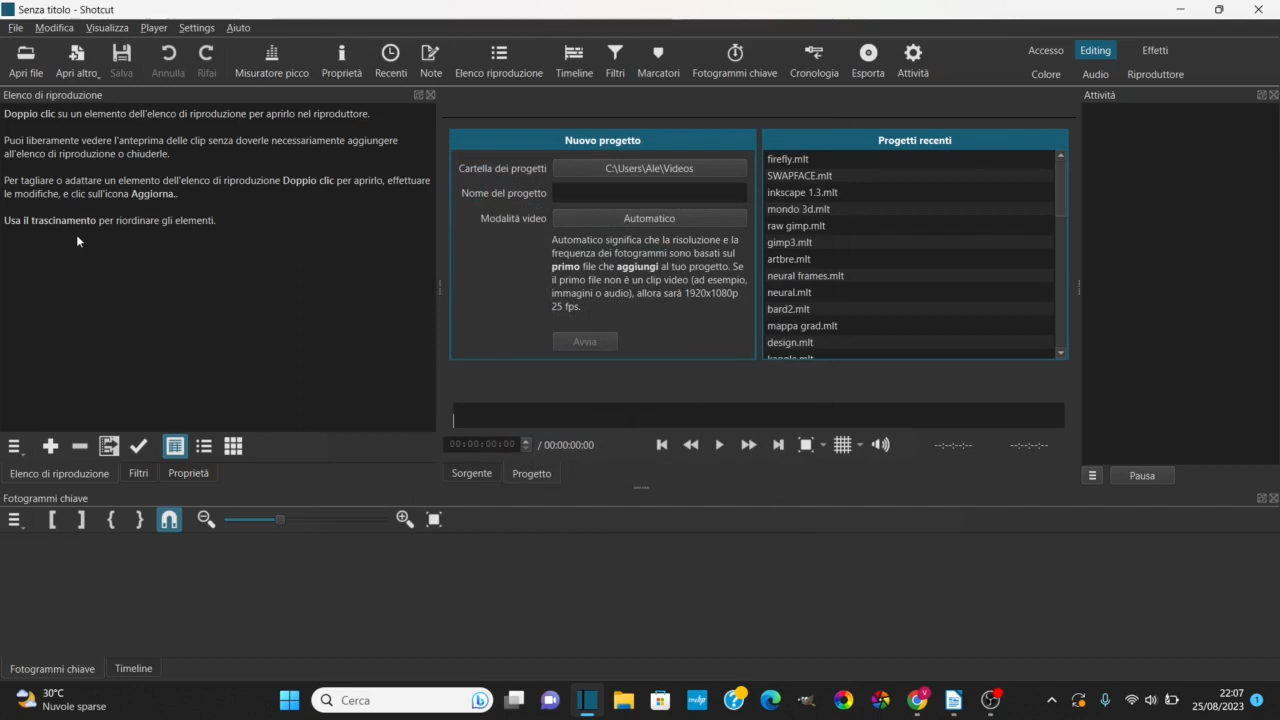 Senza titolo - Shotcut
File Modifica Visualizza Player Settings Aiuto
Apri file Apri altro Salva Annulla Rifai Misuratore picco Proprietà Recenti Note Elenco di riproduzione Timeline Filtri Marcatori Fotogrammi chiave Cronologia Esporta Attività
Accesso Editing Effetti
Colore Audio Riproduttore
Elenco di riproduzione
Doppio clic su un elemento dell'elenco di riproduzione per aprirlo nel riproduttore.
Puoi liberamente vedere l'anteprima delle clip senza doverle necessariamente aggiungere
all'elenco di riproduzione o chiuderle.
Per tagliare o adattare un elemento dell'elenco di riproduzione Doppio clic per aprirlo, effettuare
le modifiche, e clic sull'icona Aggiorna..
Usa il trascinamento per riordinare gli elementi.
Elenco di riproduzione Filtri Proprietà
Nuovo progetto
Cartella dei progetti C:\Users\Ale\Videos
Nome del progetto
Modalità video Automatico
Automatico significa che la risoluzione e la
frequenza dei fotogrammi sono basati sul
primo file che aggiungi al tuo progetto. Se
il primo file non è un clip video (ad esempio,
immagini o audio), allora sarà 1920x1080p
25 fps.
Avvia
Progetti recenti
firefly.mlt
SWAPFACE.mlt
inkscape 1.3.mlt
mondo 3d.mlt
raw gimp.mlt
gimp3.mlt
artbre.mlt
neural frames.mlt
neural.mlt
bard2.mlt
mappa grad.mlt
design.mlt
00:00:00:00 / 00:00:00:00 --:--:--:-- --:--:--:--
Sorgente Progetto
Attività
Pausa
Fotogrammi chiave
Fotogrammi chiave Timeline
30°C
Nuvole sparse
Cerca
22:07
25/08/2023
1